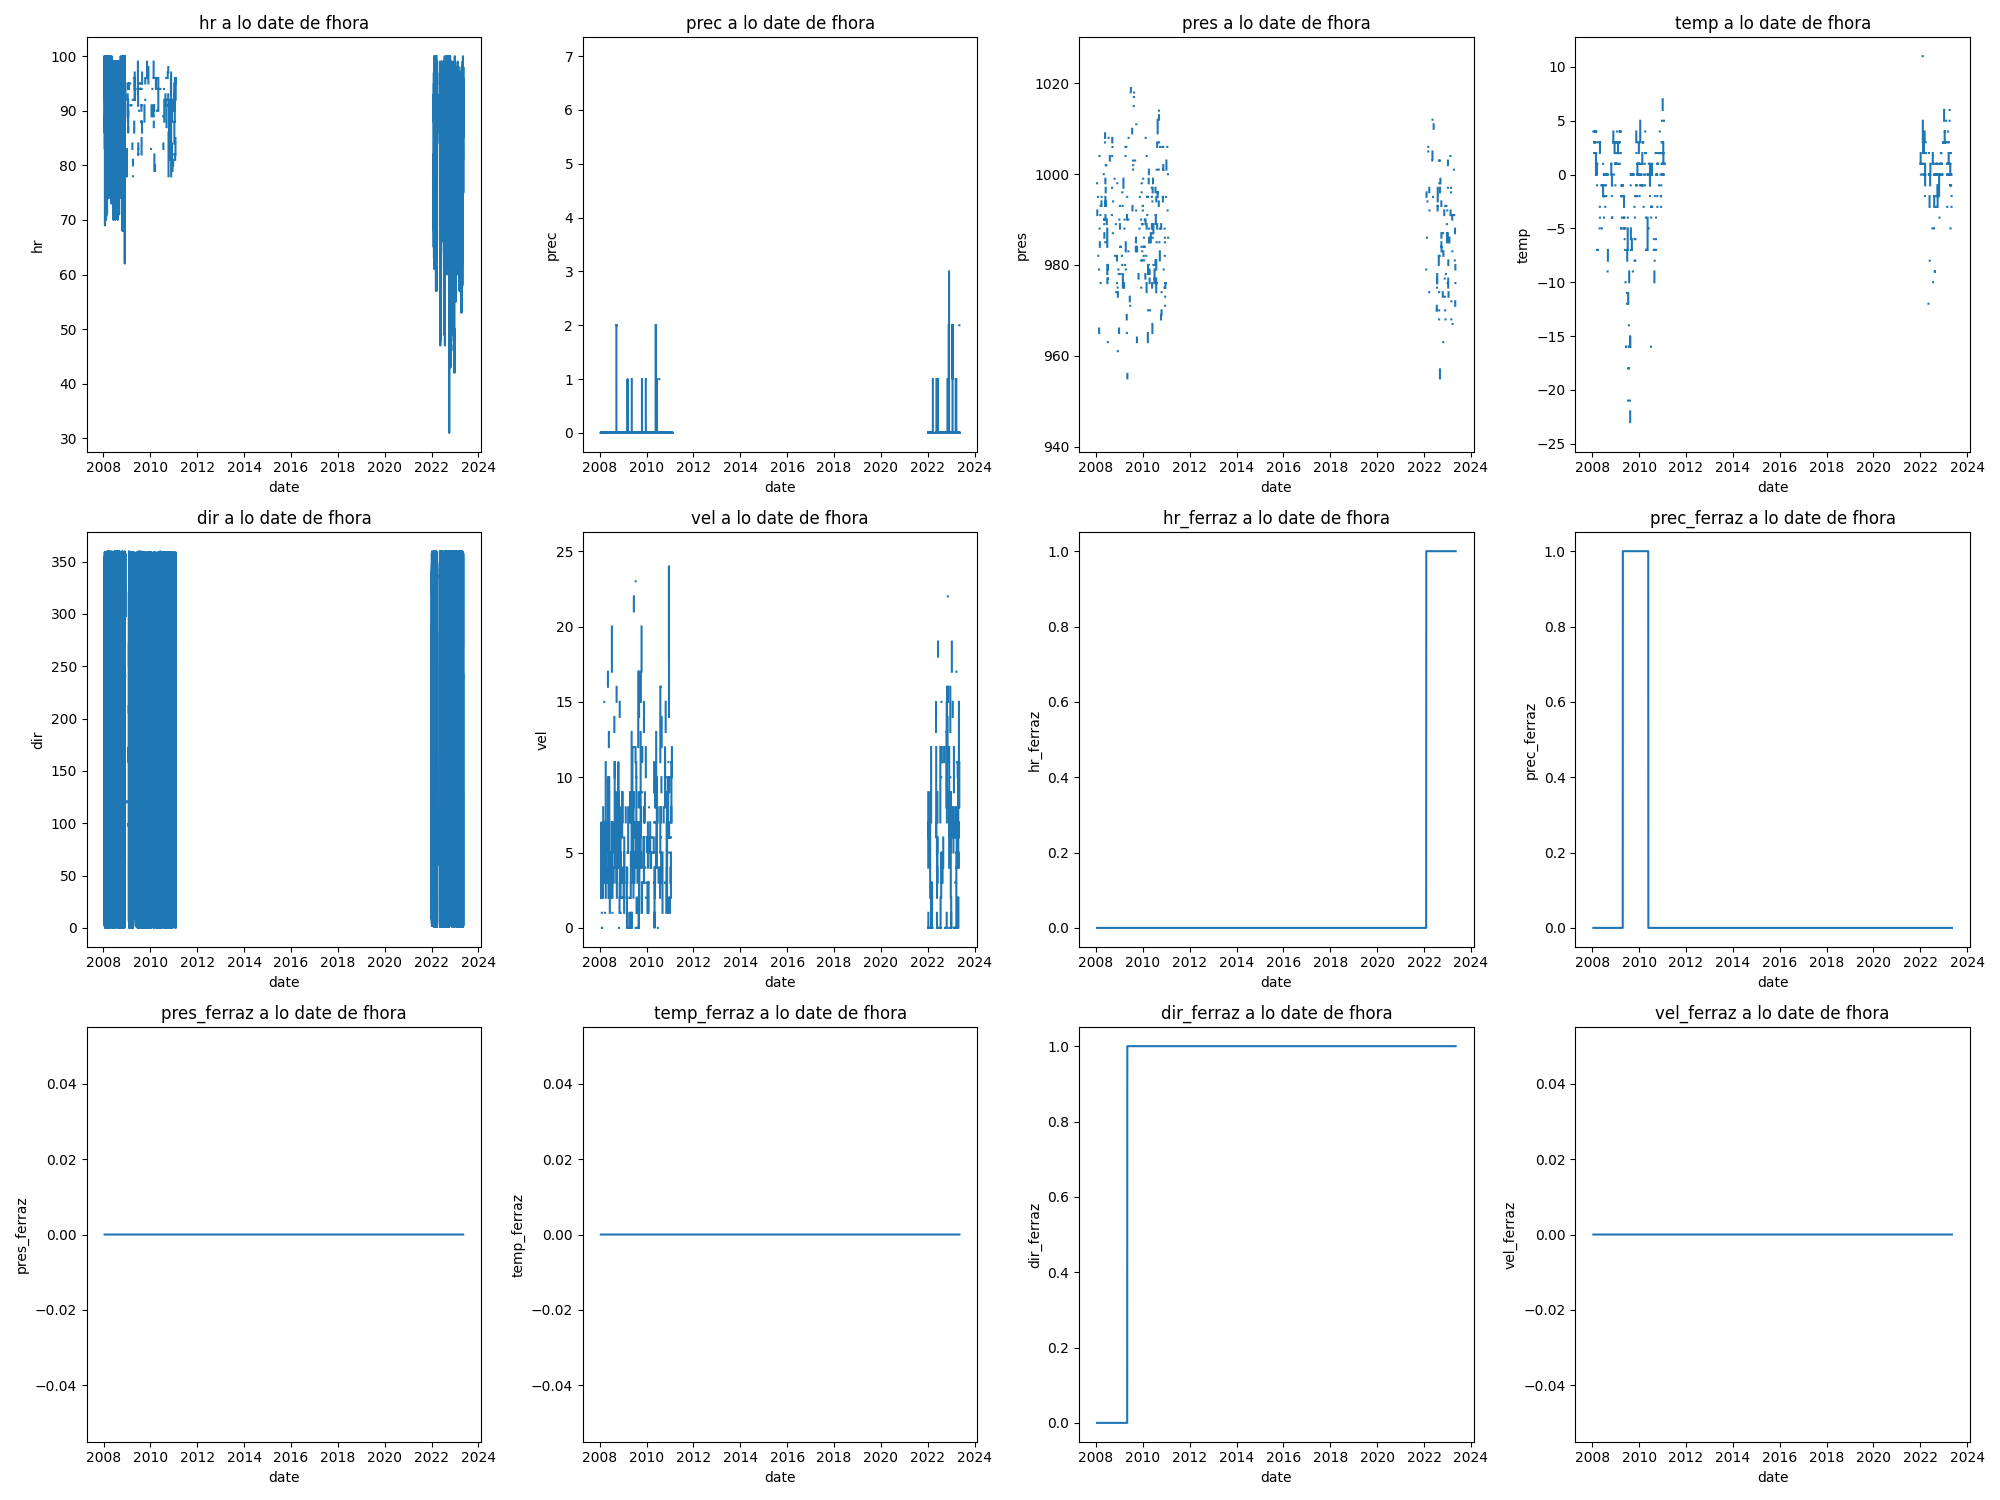 hr a lo date de fhora
prec a lo date de fhora
pres a lo date de fhora
temp a lo date de fhora
hr
100
90
80
70
60
50
40
30
2008 2010 2012 2014 2016 2018 2020 2022 2024
date
prec
7
6
5
4
3
2
1
0
2008 2010 2012 2014 2016 2018 2020 2022 2024
date
pres
1020
1000
980
960
940
2008 2010 2012 2014 2016 2018 2020 2022 2024
date
temp
10
5
0
−5
−10
−15
−20
−25
2008 2010 2012 2014 2016 2018 2020 2022 2024
date
dir a lo date de fhora
vel a lo date de fhora
hr_ferraz a lo date de fhora
prec_ferraz a lo date de fhora
dir
350
300
250
200
150
100
50
0
2008 2010 2012 2014 2016 2018 2020 2022 2024
date
vel
25
20
15
10
5
0
2008 2010 2012 2014 2016 2018 2020 2022 2024
date
hr_ferraz
1.0
0.8
0.6
0.4
0.2
0.0
2008 2010 2012 2014 2016 2018 2020 2022 2024
date
prec_ferraz
1.0
0.8
0.6
0.4
0.2
0.0
2008 2010 2012 2014 2016 2018 2020 2022 2024
date
pres_ferraz a lo date de fhora
temp_ferraz a lo date de fhora
dir_ferraz a lo date de fhora
vel_ferraz a lo date de fhora
pres_ferraz
0.04
0.02
0.00
−0.02
−0.04
2008 2010 2012 2014 2016 2018 2020 2022 2024
date
temp_ferraz
0.04
0.02
0.00
−0.02
−0.04
2008 2010 2012 2014 2016 2018 2020 2022 2024
date
dir_ferraz
1.0
0.8
0.6
0.4
0.2
0.0
2008 2010 2012 2014 2016 2018 2020 2022 2024
date
vel_ferraz
0.04
0.02
0.00
−0.02
−0.04
2008 2010 2012 2014 2016 2018 2020 2022 2024
date